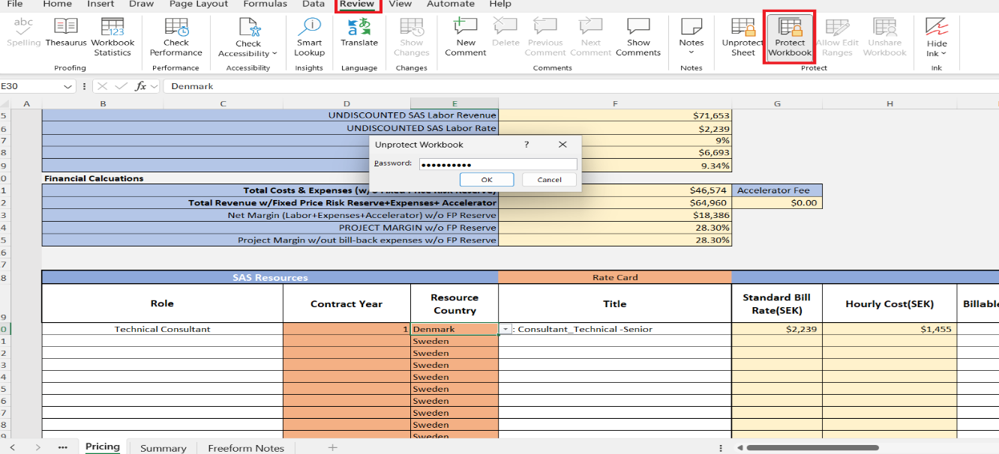 File Home Insert Draw Page Layout Formulas Data Review View Automate Help
abc
123
Spelling Thesaurus Workbook Statistics
Check Performance
Check Accessibility
Smart Lookup
Translate
Show Changes
New Comment
Delete
Previous Comment
Next Comment
Show Comments
Notes
Unprotect Sheet
Protect Workbook
Allow Edit Ranges
Unshare Workbook
Hide Ink
Proofing Performance Accessibility Insights Language Changes Comments Notes Protect Ink
E30 fx Denmark
A B C D E F G H
5 UNDISCOUNTED SAS Labor Revenue $71,653
6 UNDISCOUNTED SAS Labor Rate $2,239
7 9%
8 $6,693
9 9.34%
Unprotect Workbook ? X
Password: ●●●●●●●●●●
OK Cancel
0 Financial Calcuations
1 Total Costs & Expenses (w/o Fixed Price Risk Reserve) $46,574 Accelerator Fee
2 Total Revenue w/Fixed Price Risk Reserve+Expenses+ Accelerator $64,960 $0.00
3 Net Margin (Labor+Expenses+Accelerator) w/o FP Reserve $18,386
4 PROJECT MARGIN w/o FP Reserve 28.30%
5 Project Margin w/out bill-back expenses w/o FP Reserve 28.30%
6
7
8 SAS Resources Rate Card
9 Role Contract Year Resource Country Title Standard Bill Rate(SEK) Hourly Cost(SEK) Billable
0 Technical Consultant 1 Denmark : Consultant_Technical -Senior $2,239 $1,455
1 Sweden
2 Sweden
3 Sweden
4 Sweden
5 Sweden
6 Sweden
7 Sweden
8 Sweden
9 Sweden
< > ••• Pricing Summary Freeform Notes +